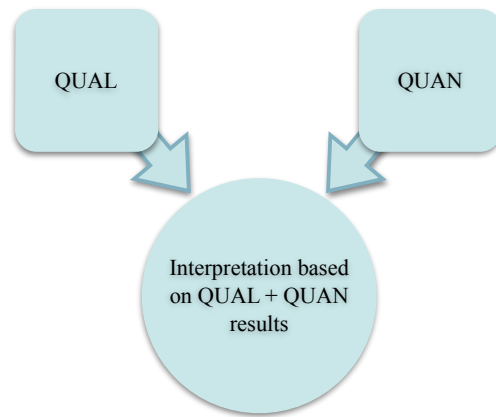 QUAL
QUAN
Interpretation based
on QUAL + QUAN
results